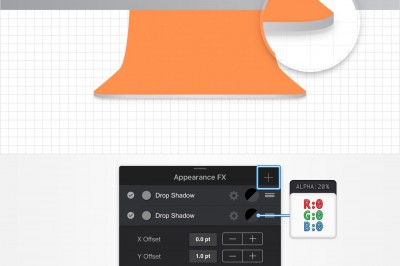 Appearance FX
Drop Shadow
ALPHA:20%
Drop Shadow
R:0
G:0
B:0
X Offset 0.0 pt
Y Offset 1.0 pt